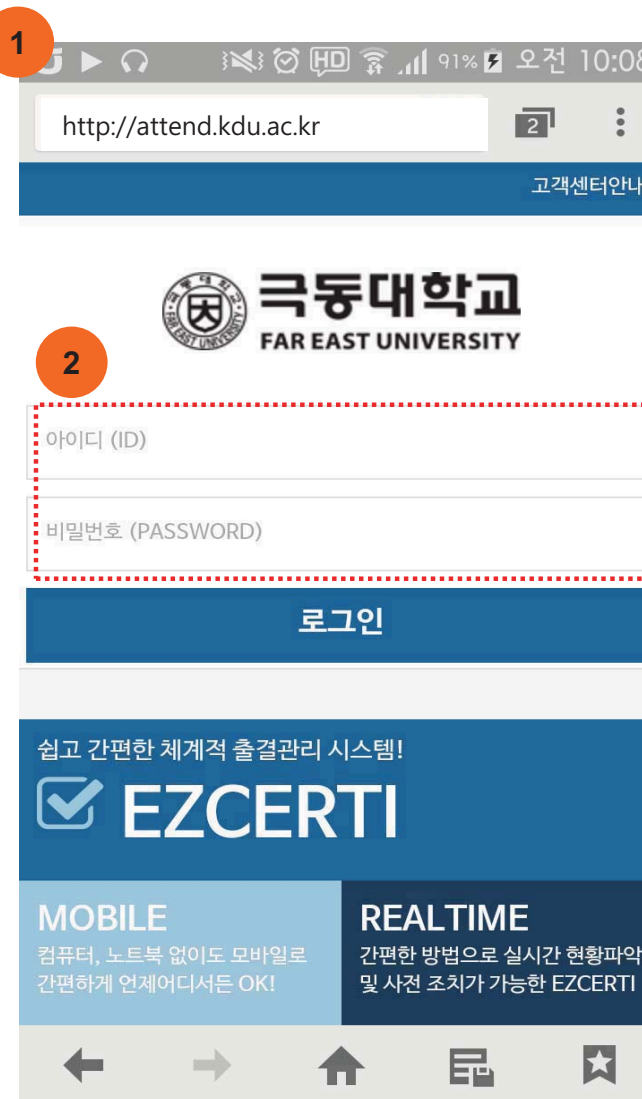 1
91% 오전 10:08
http://attend.kdu.ac.kr
2
고객센터안내
극동대학교
FAR EAST UNIVERSITY
2
아이디 (ID)
비밀번호 (PASSWORD)
로그인
쉽고 간편한 체계적 출결관리 시스템!
EZCERTI
MOBILE
컴퓨터, 노트북 없이도 모바일로
간편하게 언제어디서든 OK!
REALTIME
간편한 방법으로 실시간 현황파악
및 사전 조치가 가능한 EZCERTI